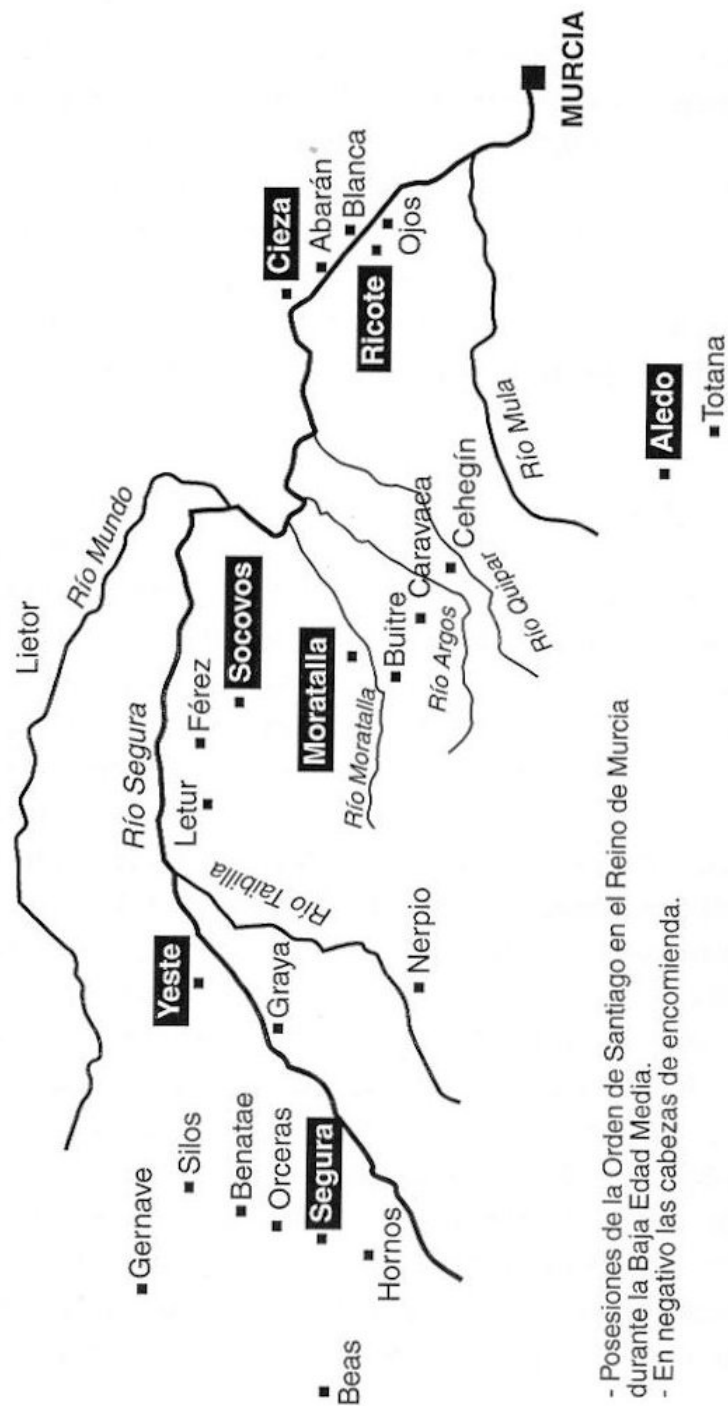 Lietor
Río Mundo
Gernave
Silos
Benatae
Orceras
Segura
Hornos
Beas
Yeste
Graya
Río Segura
Letur
Férez
Socovos
Río Taibilla
Nerpio
Moratalla
Río Moratalla
Buitre
Caravaca
Río Argos
Cehegín
Río Quipar
Cieza
Abarán
Blanca
Ricote
Ojos
Río Mula
MURCIA
Aledo
Totana
- Posesiones de la Orden de Santiago en el Reino de Murcia
durante la Baja Edad Media.
- En negativo las cabezas de encomienda.